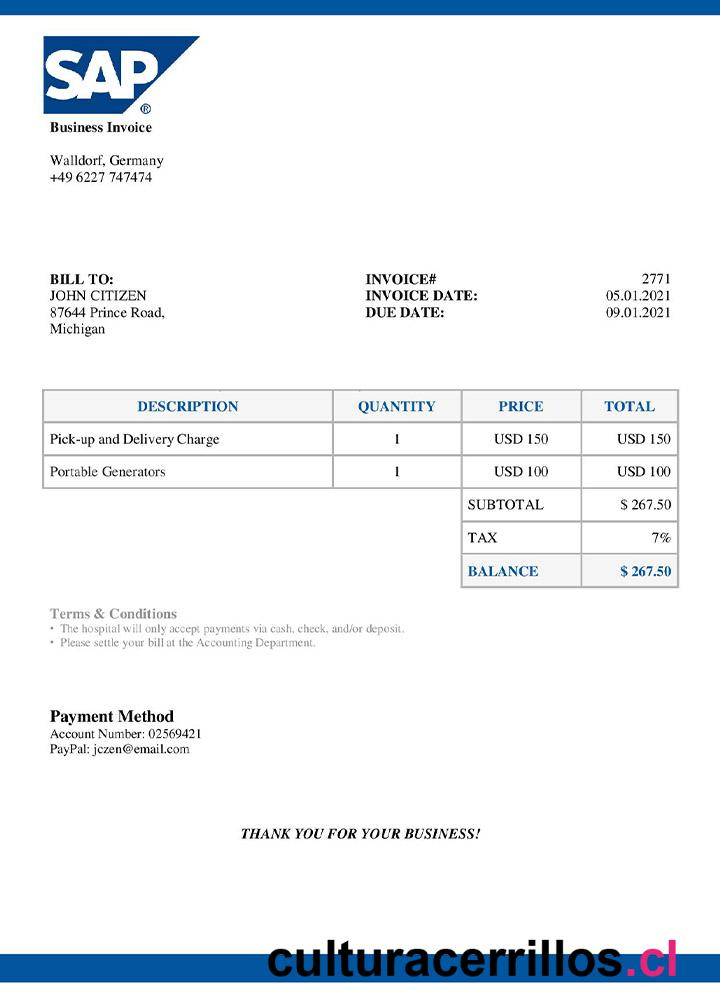 SAP®
Business Invoice
Walldorf, Germany
+49 6227 747474
BILL TO:
JOHN CITIZEN
87644 Prince Road,
Michigan
INVOICE# 2771
INVOICE DATE: 05.01.2021
DUE DATE: 09.01.2021
DESCRIPTION QUANTITY PRICE TOTAL
Pick-up and Delivery Charge 1 USD 150 USD 150
Portable Generators 1 USD 100 USD 100
SUBTOTAL $ 267.50
TAX 7%
BALANCE $ 267.50
Terms & Conditions
• The hospital will only accept payments via cash, check, and/or deposit.
• Please settle your bill at the Accounting Department.
Payment Method
Account Number: 02569421
PayPal: jczen@email.com
THANK YOU FOR YOUR BUSINESS!
culturacerrillos.cl